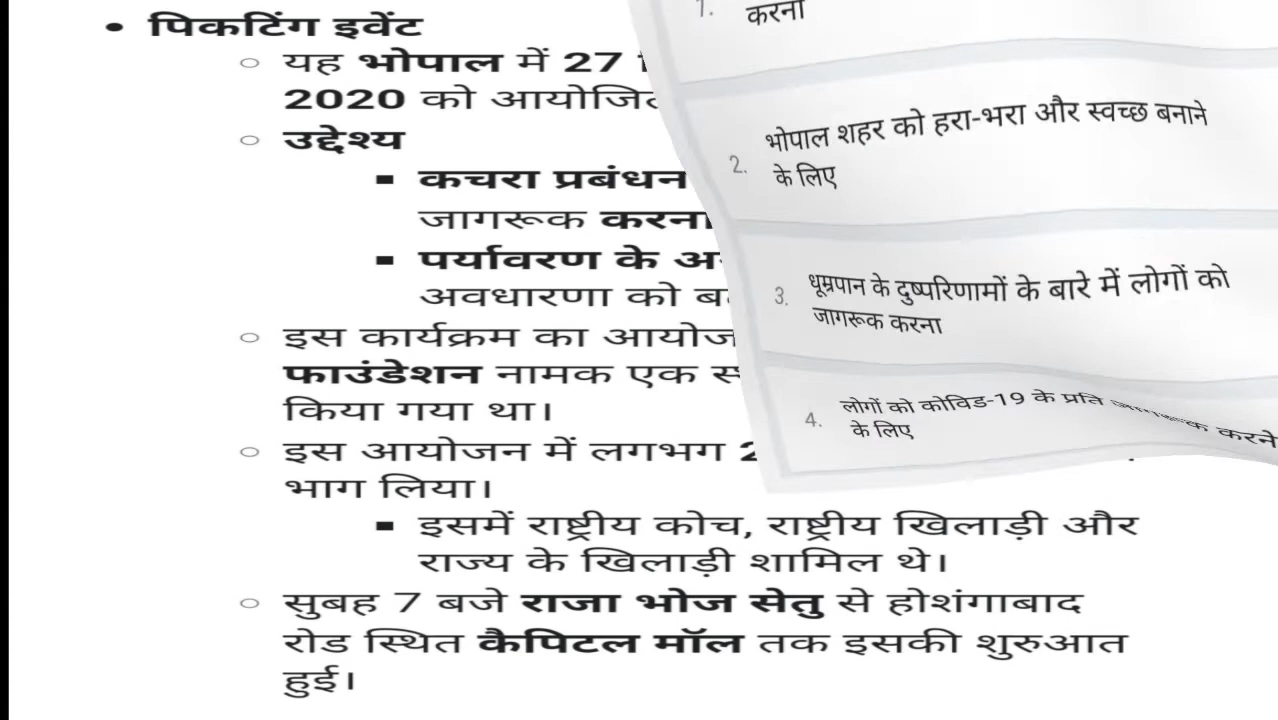 • पिकटिंग इवेंट
○ यह भोपाल में 27
2020 को
○ उद्देश्य
▪ कचरा प्रबंधन
जागरूक करना
▪ पर्यावरण के
अवधारणा को
○ इस कार्यक्रम का
फाउंडेशन नामक एक
किया गया था।
○ इस आयोजन में लगभग
भाग लिया।
▪ इसमें राष्ट्रीय कोच, राष्ट्रीय खिलाड़ी और
राज्य के खिलाड़ी शामिल थे।
○ सुबह 7 बजे राजा भोज सेतु से होशंगाबाद
रोड स्थित कैपिटल मॉल तक इसकी शुरुआत
हुई।
1. करना
2. भोपाल शहर को हरा-भरा और स्वच्छ बनाने
के लिए
3. धूम्रपान के दुष्परिणामों के बारे में लोगों को
जागरूक करना
4. लोगों को कोविड-19 के प्रति जागरूक करने
के लिए